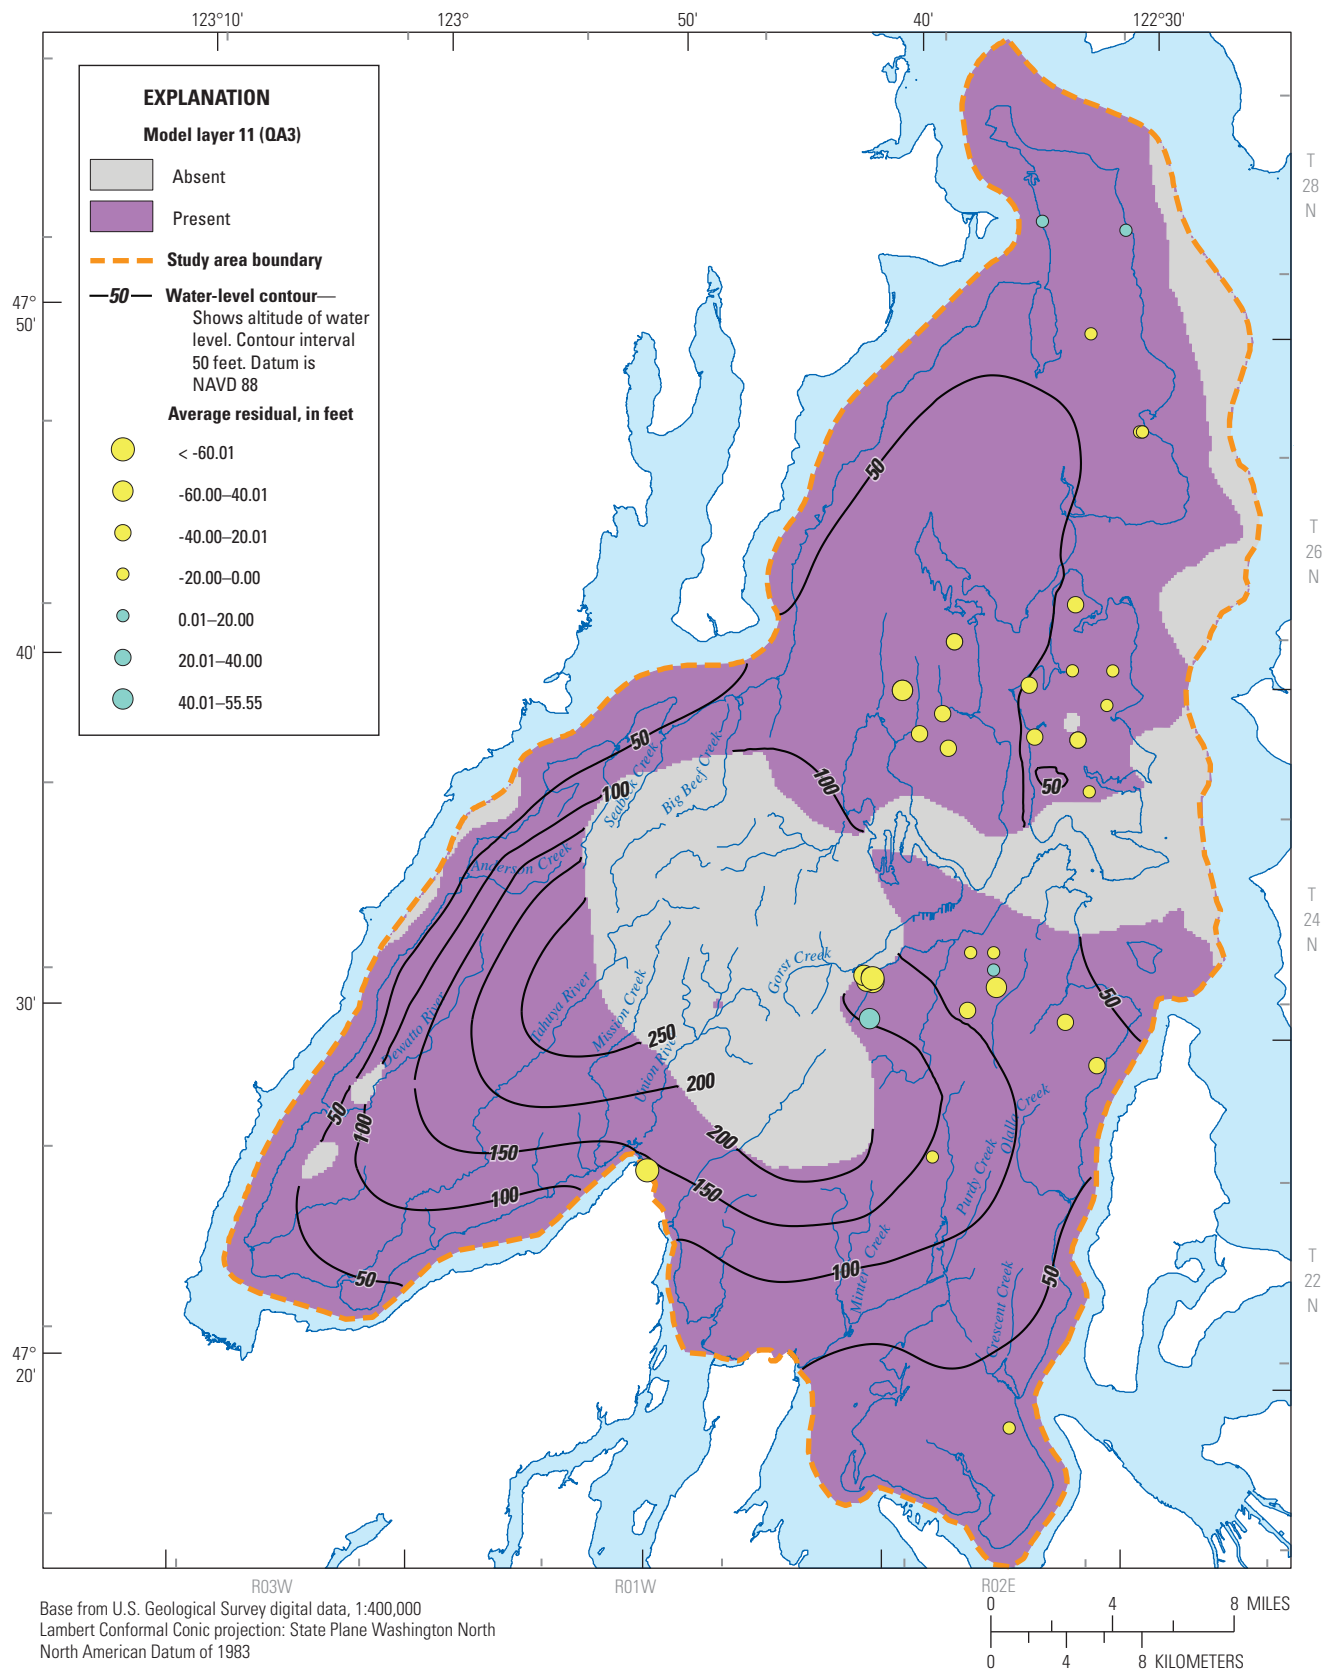 123°10'
123°
50'
40'
122°30'
EXPLANATION
Model layer 11 (QA3)
Absent
Present
Study area boundary
50
Water-level contour—
Shows altitude of water
level. Contour interval
50 feet. Datum is
NAVD 88
Average residual, in feet
< -60.01
-60.00–40.01
-40.00–20.01
-20.00–0.00
0.01–20.00
20.01–40.00
40.01–55.55
47°
50'
40'
30'
47°
20'
T
28
N
T
26
N
T
24
N
T
22
N
50
50
100
100
50
Seabeck Creek
Big Beef Creek
Anderson Creek
Gorst Creek
Tahuya River
Mission Creek
Dewatto River
Union River
250
200
50
50
100
200
150
150
100
50
100
50
Olalla Creek
Purdy Creek
Minter Creek
Crescent Creek
R03W
R01W
R02E
Base from U.S. Geological Survey digital data, 1:400,000
Lambert Conformal Conic projection: State Plane Washington North
North American Datum of 1983
0 4 8 MILES
0 4 8 KILOMETERS